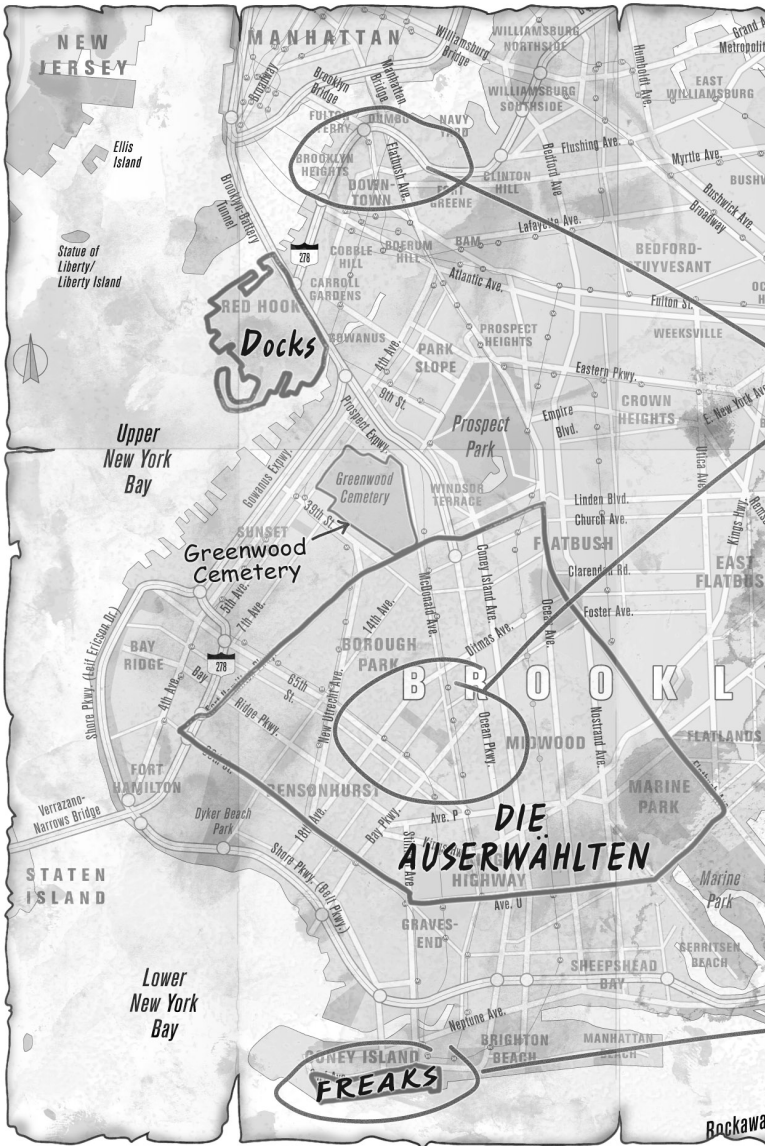 NEW
JERSEY
MANHATTAN
Williamsburg
Bridge
WILLIAMSBURG
NORTHSIDE
Metropolit
Humboldt Ave.
EAST
WILLIAMSBURG
Broadway
Brooklyn
Bridge
Manhattan
Bridge
WILLIAMSBURG
SOUTHSIDE
Ellis
Island
FULTON
FERRY
DUMBO
NAVY
YARD
Flushing Ave.
Myrtle Ave.
BROOKLYN
HEIGHTS
Flatbush Ave.
Bedford Ave
CLINTON
HILL
DOWN-
TOWN
FORT
GREENE
Bushwick Ave.
Broadway
Brooklyn-Battery
Tunnel
Lafayette Ave.
Statue of
Liberty/
Liberty Island
278
COBBLE
HILL
BOERUM
HILL
BAM
BEDFORD-
STUYVESANT
Atlantic Ave.
CARROLL
GARDENS
Fulton St.
RED HOOK
Docks
GOWANUS
4th Ave.
PROSPECT
HEIGHTS
WEEKSVILLE
PARK
SLOPE
9th St.
Eastern Pkwy.
CROWN
HEIGHTS
E. New York Ave
Prospect Expwy.
Prospect
Park
Empire
Blvd.
Utica Ave.
Upper
New York
Bay
Gowanus Expwy.
Greenwood
Cemetery
WINDSOR
TERRACE
Linden Blvd.
Church Ave.
Kings Hwy.
39th St.
SUNSET
Greenwood
Cemetery
FLATBUSH
EAST
FLATBUS
Clarendon Rd.
Foster Ave.
5th Ave.
7th Ave.
14th Ave.
McDonald Ave.
Coney Island Ave.
Ocean Ave.
Ditmas Ave.
Shore Pkwy. (Leif Ericson Dr.)
BAY
RIDGE
278
BOROUGH
PARK
BROOKL
4th Ave.
Bay
Ridge Pkwy.
65th
St.
New Utrecht Ave.
Ocean Pkwy.
MIDWOOD
Nostrand Ave.
FLATLANDS
FORT
HAMILTON
BENSONHURST
MARINE
PARK
Verrazano-
Narrows Bridge
Dyker Beach
Park
18th Ave.
Bay Pkwy.
Ave. P
DIE
AUSERWÄHLTEN
HIGHWAY
STATEN
ISLAND
Shore Pkwy. (Belt Pkwy.)
Ave. U
Marine
Park
GRAVES-
END
GERRITSEN
BEACH
SHEEPSHEAD
BAY
Lower
New York
Bay
Neptune Ave.
CONEY ISLAND
BRIGHTON
BEACH
MANHATTAN
BEACH
FREAKS
Rockawa